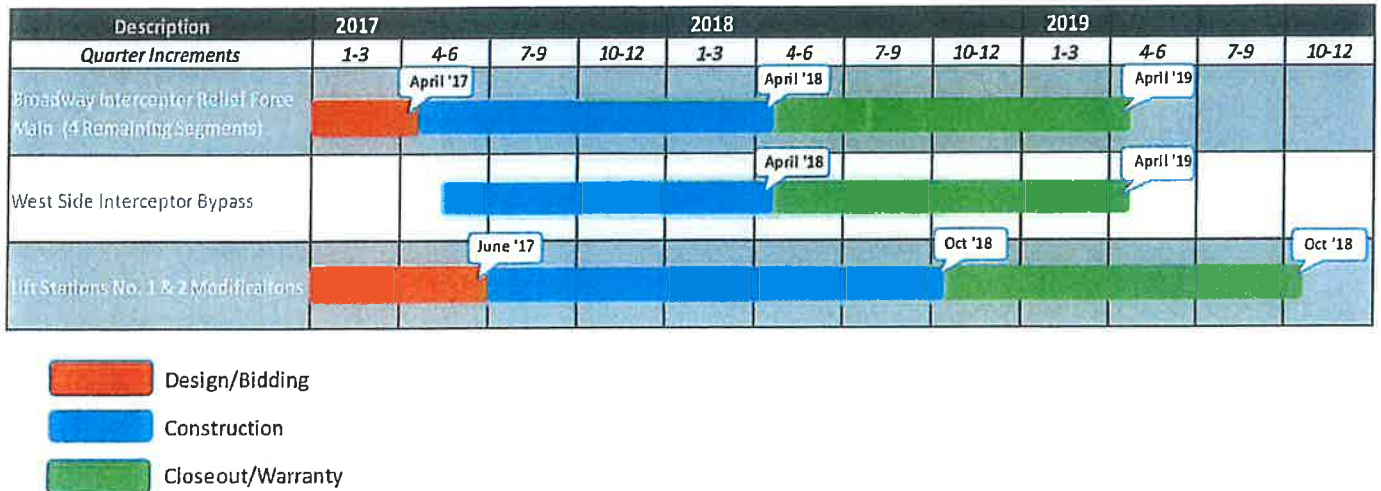 Description 2017 2018 2019
Quarter Increments 1-3 4-6 7-9 10-12 1-3 4-6 7-9 10-12 1-3 4-6 7-9 10-12
April '17 April '18 April '19
Broadway Interceptor Relief Force
Main (4 Remaining Segments)
April '18 April '19
West Side Interceptor Bypass
June '17 Oct '18 Oct '18
Lift Stations No. 1 & 2 Modificaitons
Design/Bidding
Construction
Closeout/Warranty